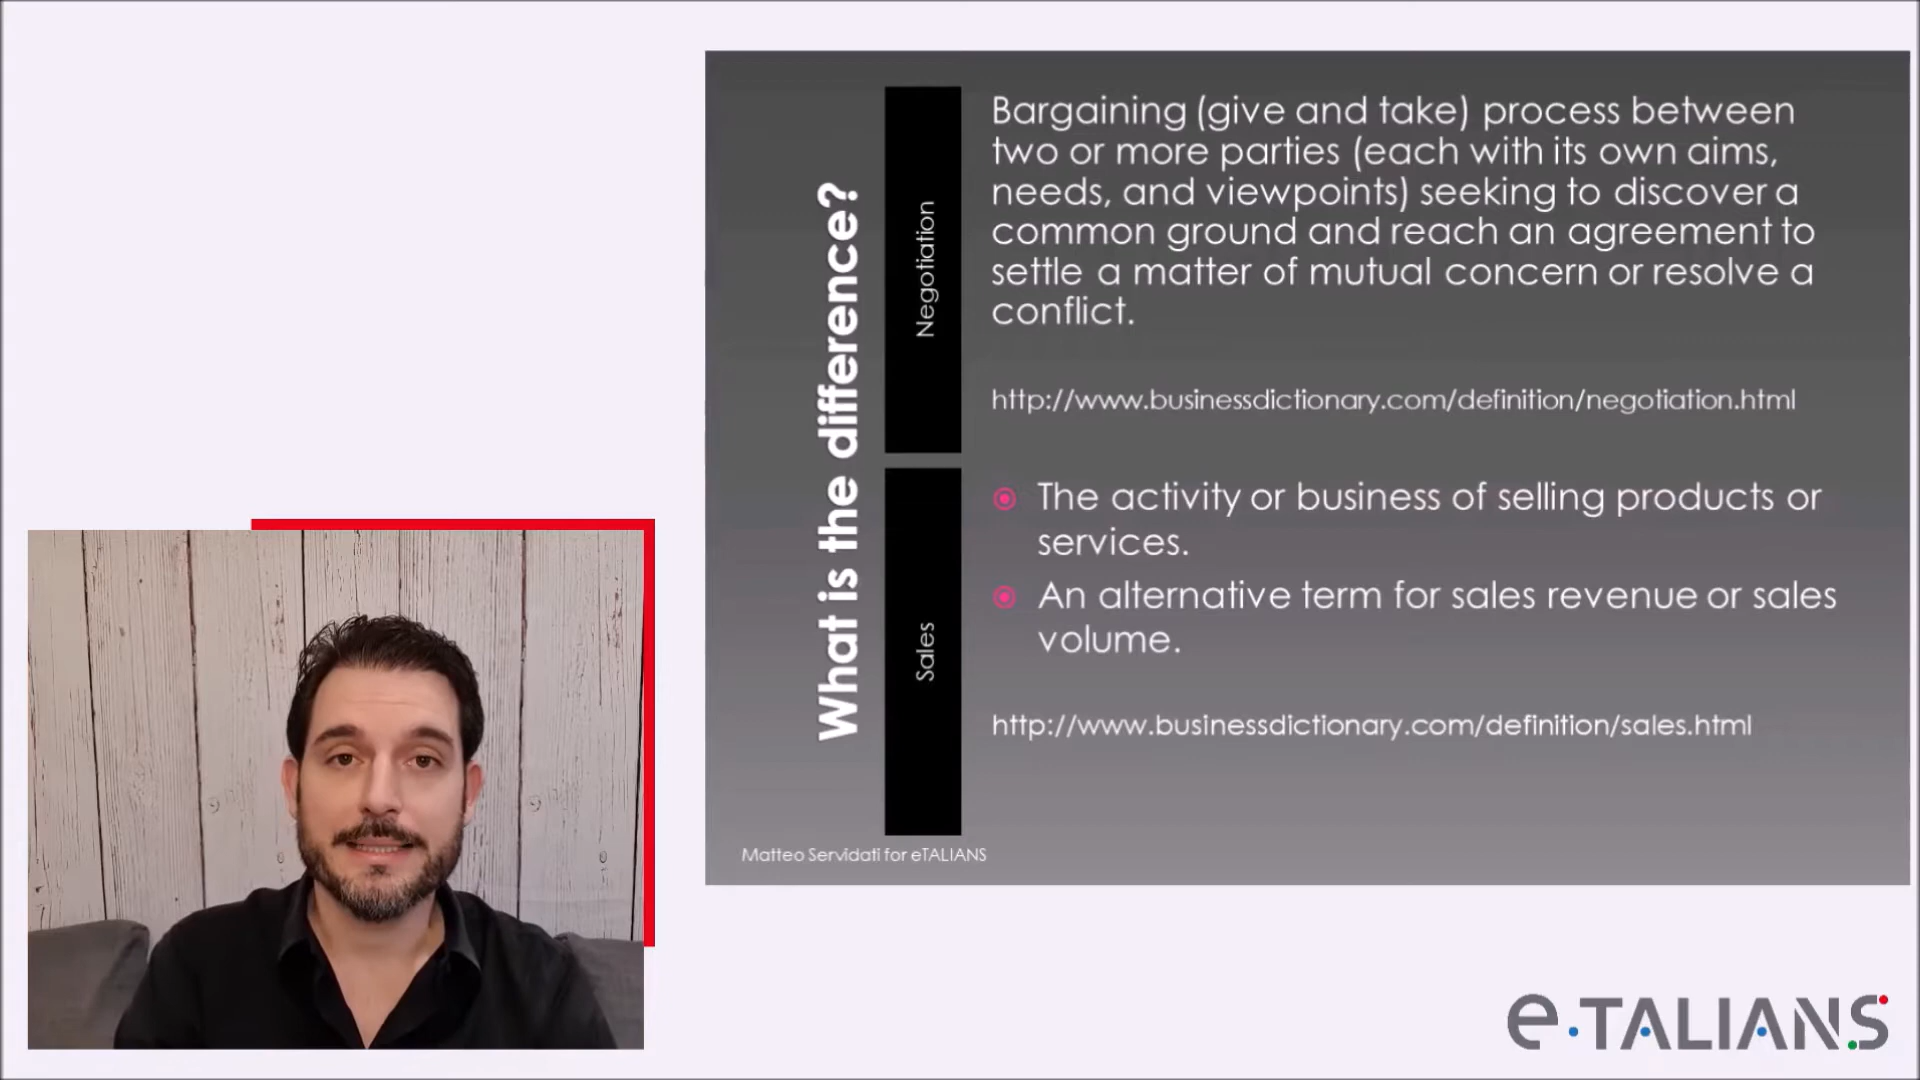 What is the difference?
Negotiation
Bargaining (give and take) process between
two or more parties (each with its own aims,
needs, and viewpoints) seeking to discover a
common ground and reach an agreement to
settle a matter of mutual concern or resolve a
conflict.
http://www.businessdictionary.com/definition/negotiation.html
Sales
The activity or business of selling products or
services.
An alternative term for sales revenue or sales
volume.
http://www.businessdictionary.com/definition/sales.html
Matteo Servidati for eTALIANS
e·TALIANS